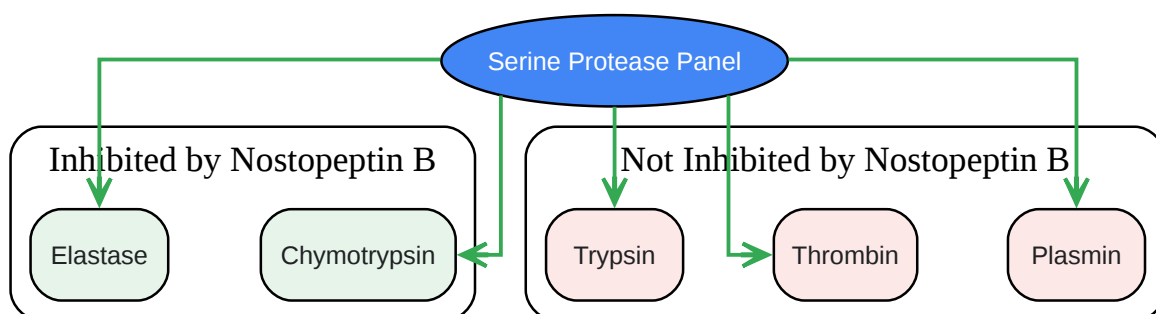 Serine Protease Panel
Inhibited by Nostopeptin B
Not Inhibited by Nostopeptin B
Elastase
Chymotrypsin
Trypsin
Thrombin
Plasmin